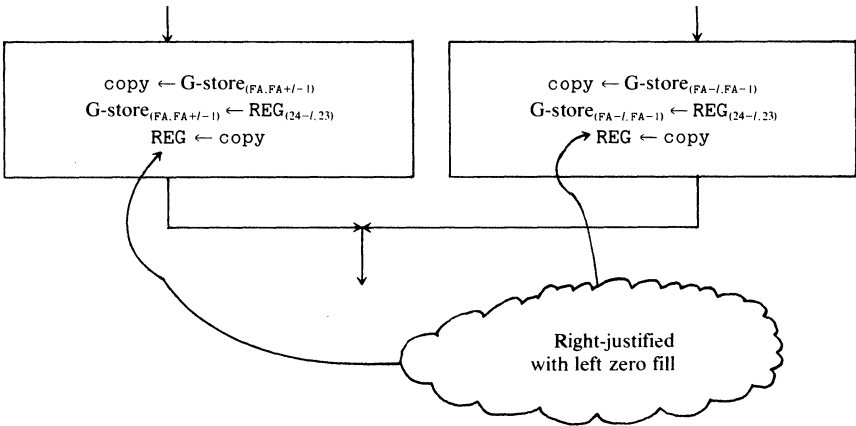 copy ← G-store(FA.FA+l−1)
G-store(FA.FA+l−1) ← REG(24−l.23)
REG ← copy
copy ← G-store(FA−l.FA−1)
G-store(FA−l.FA−1) ← REG(24−l.23)
REG ← copy
Right-justified
with left zero fill